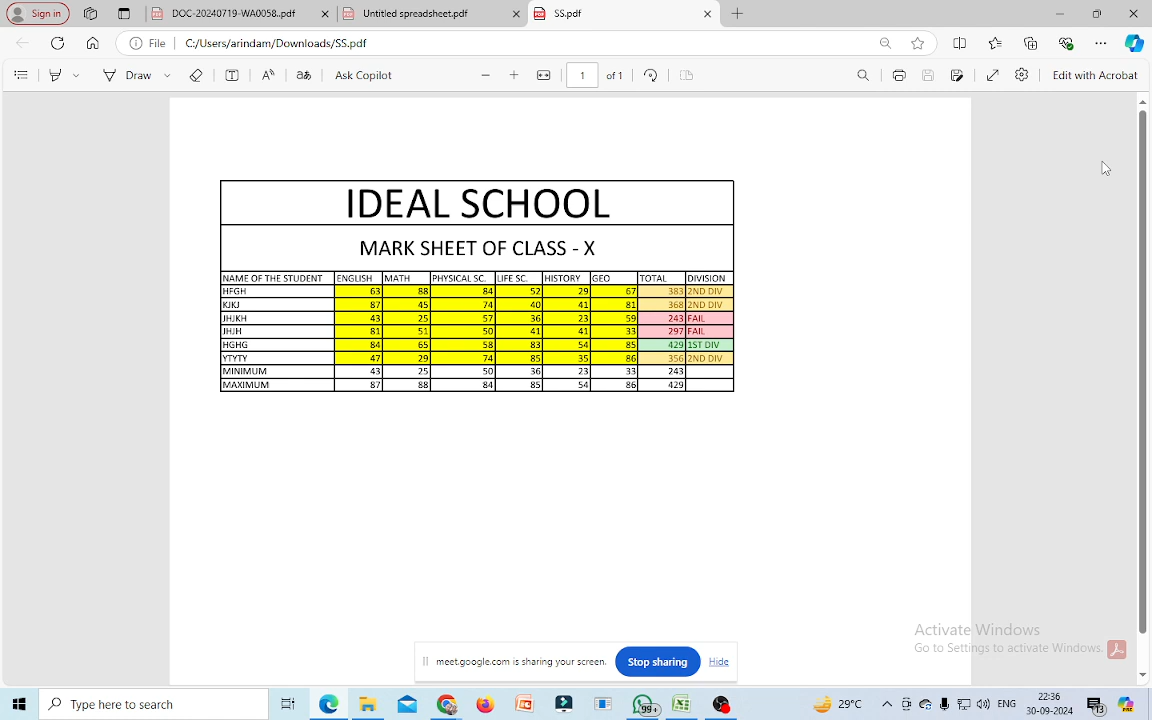 Sign in
DOC-20240719-WA0058..pdf
Untitled spreadsheet.pdf
SS.pdf
File C:/Users/arindam/Downloads/SS.pdf
Draw
aあ
Ask Copilot
1 of 1
Edit with Acrobat
IDEAL SCHOOL
MARK SHEET OF CLASS - X
NAME OF THE STUDENT ENGLISH MATH PHYSICAL SC. LIFE SC. HISTORY GEO TOTAL DIVISION
HFGH 63 88 84 52 29 67 383 2ND DIV
KJKJ 87 45 74 40 41 81 368 2ND DIV
JHJKH 43 25 57 36 23 59 243 FAIL
JHJH 81 51 50 41 41 33 297 FAIL
HGHG 84 65 58 83 54 85 429 1ST DIV
YTYTY 47 29 74 85 35 86 356 2ND DIV
MINIMUM 43 25 50 36 23 33 243
MAXIMUM 87 88 84 85 54 86 429
Activate Windows
Go to Settings to activate Windows.
meet.google.com is sharing your screen. Stop sharing Hide
Type here to search
99+
29°C
ENG
22:36
30-09-2024
13